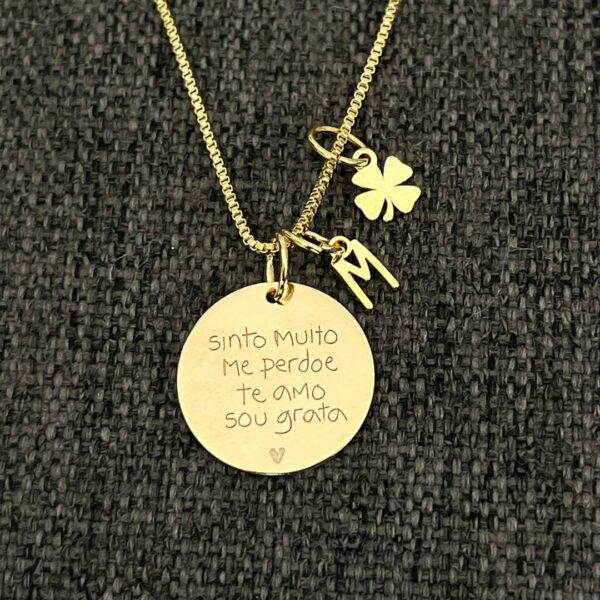 M
sinto muito
me perdoe
te amo
sou grata